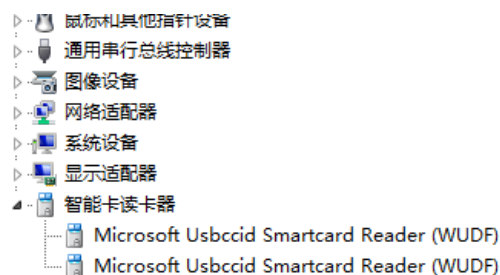 鼠标和其他指针设备
通用串行总线控制器
图像设备
网络适配器
系统设备
显示适配器
智能卡读卡器
Microsoft Usbccid Smartcard Reader (WUDF)
Microsoft Usbccid Smartcard Reader (WUDF)